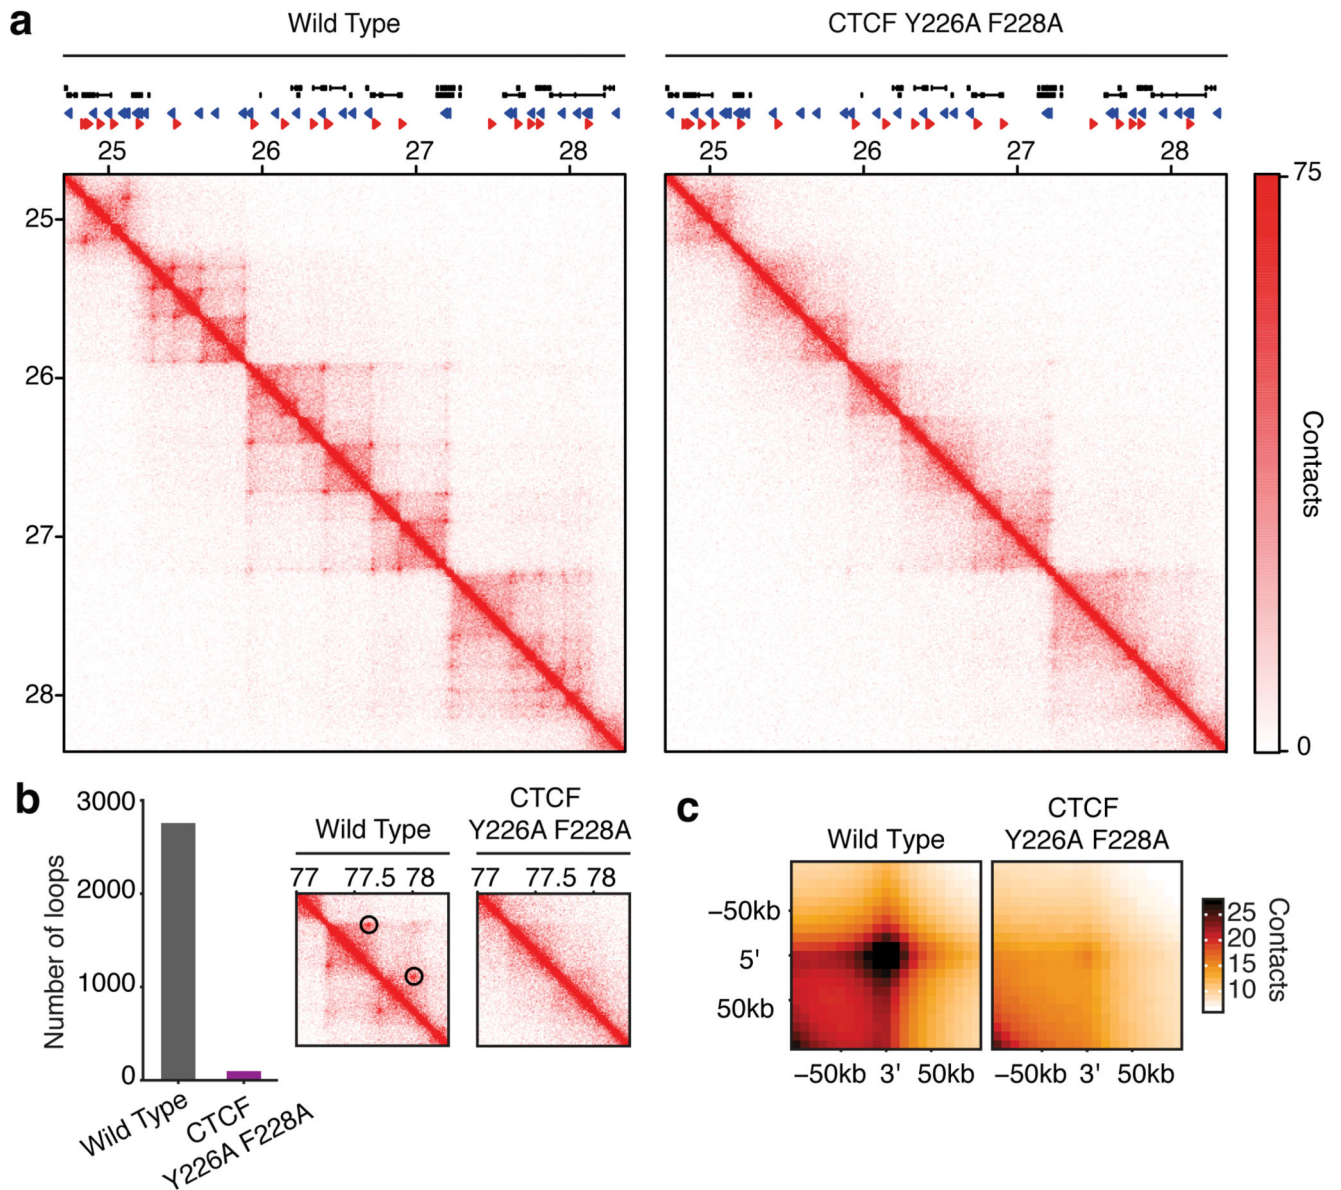 a
Wild Type
CTCF Y226A F228A
25 26 27 28
25 26 27 28
25
26
27
28
75
Contacts
0
b
3000
2000
1000
0
Number of loops
Wild Type
CTCF
Y226A F228A
Wild Type
77 77.5 78
CTCF
Y226A F228A
77 77.5 78
c
Wild Type
CTCF
Y226A F228A
−50kb
5'
50kb
−50kb 3' 50kb
−50kb 3' 50kb
25
20
15
10
Contacts